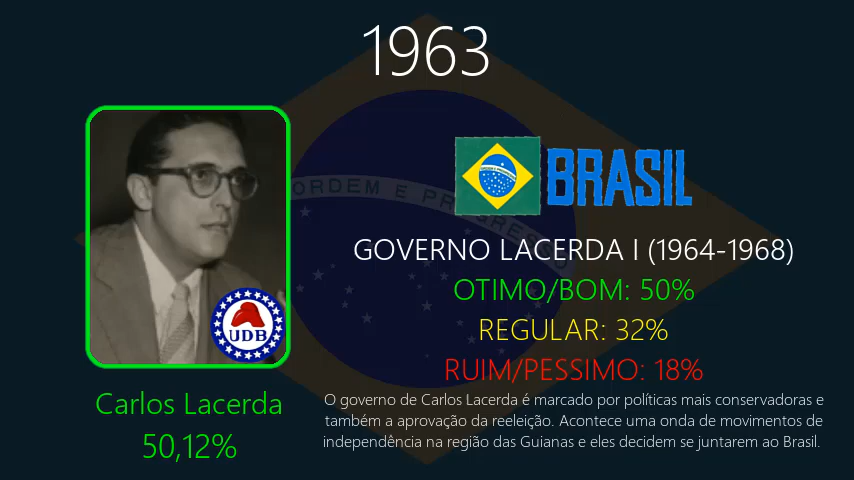 1963
ORDEM E PROGRESSO
BRASIL
GOVERNO LACERDA I (1964-1968)
OTIMO/BOM: 50%
REGULAR: 32%
RUIM/PESSIMO: 18%
UDB
Carlos Lacerda
50,12%
O governo de Carlos Lacerda é marcado por políticas mais conservadoras e
também a aprovação da reeleição. Acontece uma onda de movimentos de
independência na região das Guianas e eles decidem se juntarem ao Brasil.